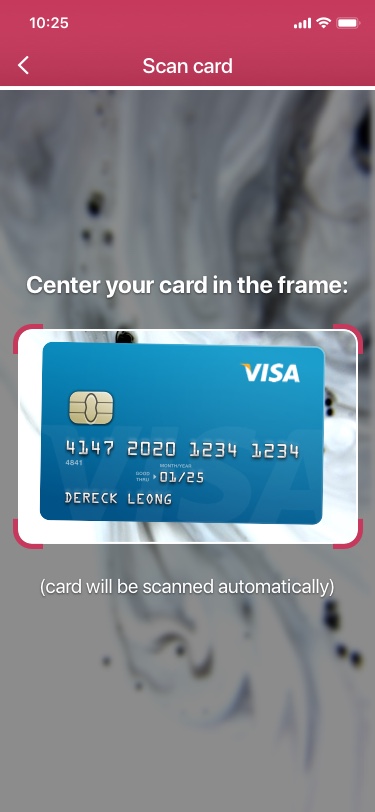 10:25
Scan card
Center your card in the frame:
VISA
4147 2020 1234 1234
4841
MONTH/YEAR
GOOD THRU 01/25
DERECK LEONG
(card will be scanned automatically)